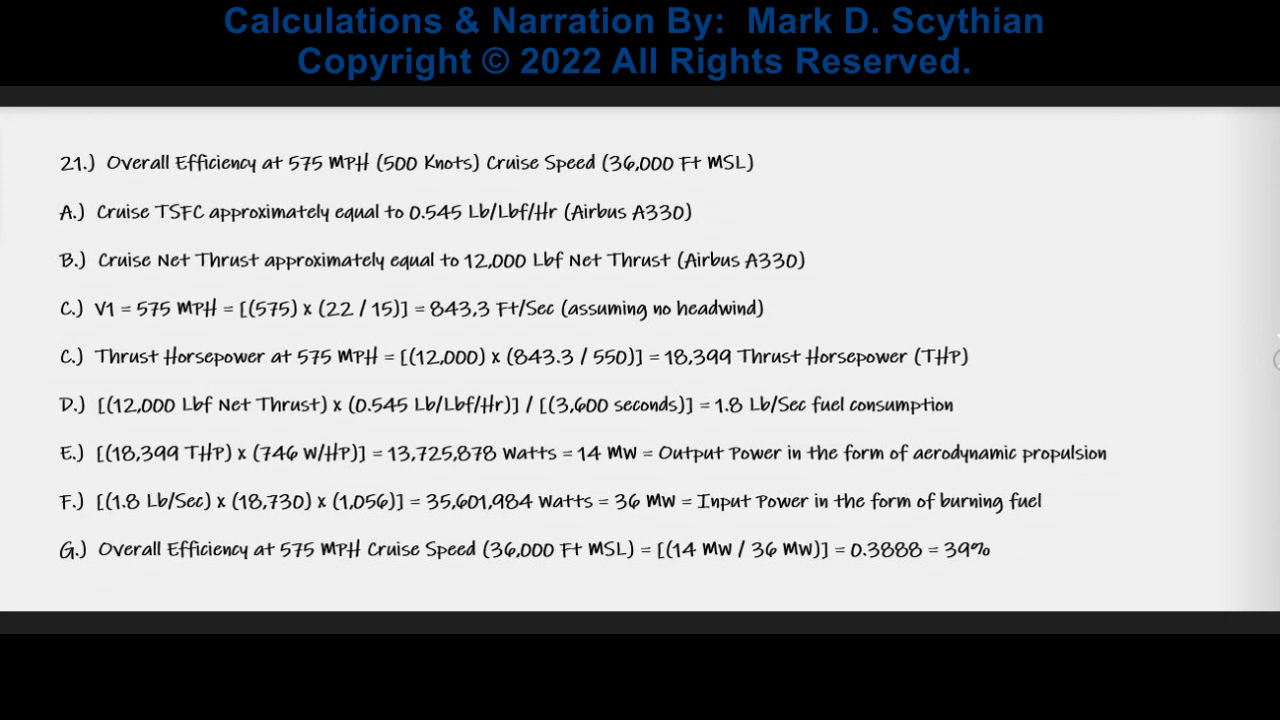 Calculations & Narration By: Mark D. Scythian
Copyright © 2022 All Rights Reserved.
21.) Overall Efficiency at 575 MPH (500 Knots) Cruise Speed (36,000 Ft MSL)
A.) Cruise TSFC approximately equal to 0.545 Lb/Lbf/Hr (Airbus A330)
B.) Cruise Net Thrust approximately equal to 12,000 Lbf Net Thrust (Airbus A330)
C.) V1 = 575 MPH = [(575) x (22 / 15)] = 843.3 Ft/Sec (assuming no headwind)
C.) Thrust Horsepower at 575 MPH = [(12,000) x (843.3 / 550)] = 18,399 Thrust Horsepower (THP)
D.) [(12,000 Lbf Net Thrust) x (0.545 Lb/Lbf/Hr)] / [(3,600 seconds)] = 1.8 Lb/Sec fuel consumption
E.) [(18,399 THP) x (746 W/HP)] = 13,725,878 Watts = 14 MW = Output Power in the form of aerodynamic propulsion
F.) [(1.8 Lb/Sec) x (18,730) x (1,056)] = 35,601,984 Watts = 36 MW = Input Power in the form of burning fuel
G.) Overall Efficiency at 575 MPH Cruise Speed (36,000 Ft MSL) = [(14 MW / 36 MW)] = 0.3888 = 39%